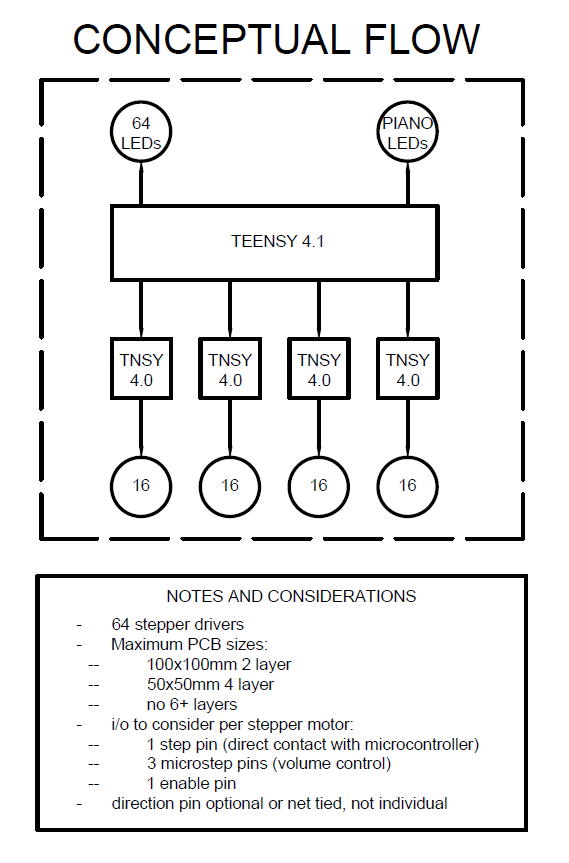 CONCEPTUAL FLOW
64
LEDs
PIANO
LEDs
TEENSY 4.1
TNSY
4.0
TNSY
4.0
TNSY
4.0
TNSY
4.0
16
16
16
16
NOTES AND CONSIDERATIONS
- 64 stepper drivers
- Maximum PCB sizes:
-- 100x100mm 2 layer
-- 50x50mm 4 layer
-- no 6+ layers
- i/o to consider per stepper motor:
-- 1 step pin (direct contact with microcontroller)
-- 3 microstep pins (volume control)
-- 1 enable pin
- direction pin optional or net tied, not individual